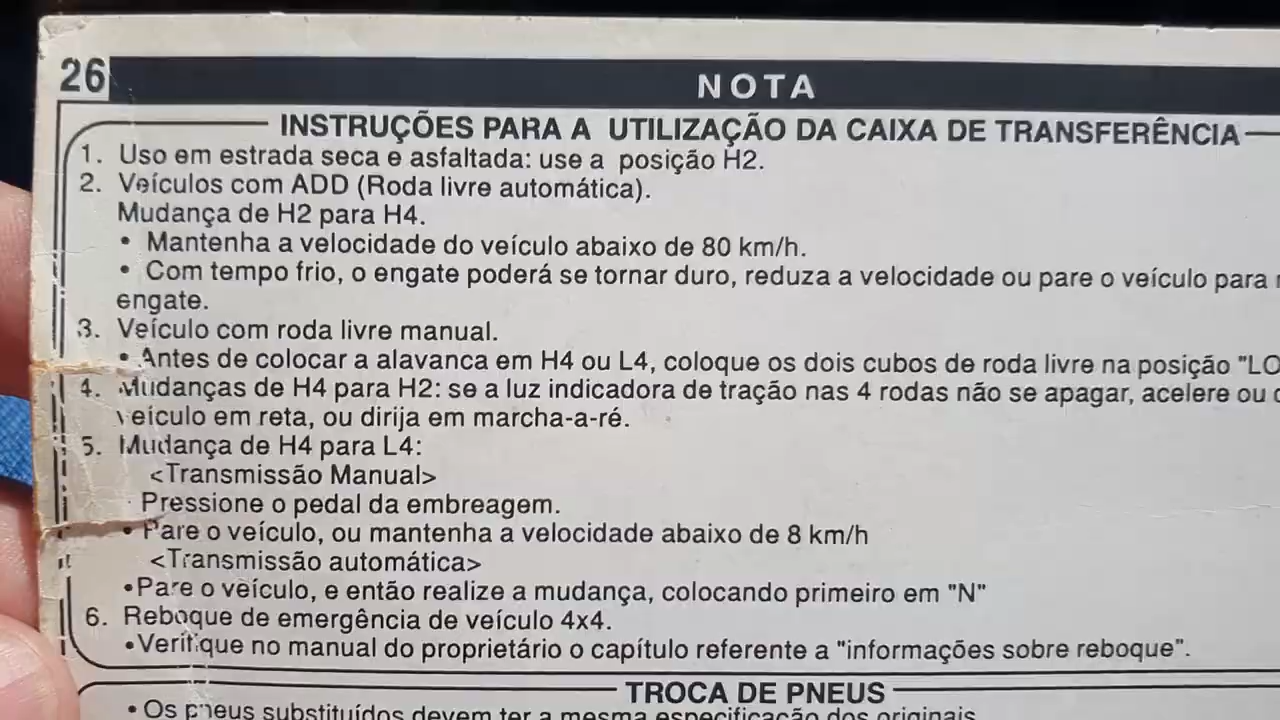 26
NOTA
INSTRUÇÕES PARA A UTILIZAÇÃO DA CAIXA DE TRANSFERÊNCIA
1. Uso em estrada seca e asfaltada: use a posição H2.
2. Veículos com ADD (Roda livre automática).
Mudança de H2 para H4.
• Mantenha a velocidade do veículo abaixo de 80 km/h.
• Com tempo frio, o engate poderá se tornar duro, reduza a velocidade ou pare o veículo para
engate.
3. Veículo com roda livre manual.
• Antes de colocar a alavanca em H4 ou L4, coloque os dois cubos de roda livre na posição "LO
4. Mudanças de H4 para H2: se a luz indicadora de tração nas 4 rodas não se apagar, acelere ou
veículo em reta, ou dirija em marcha-a-ré.
5. Mudança de H4 para L4:
<Transmissão Manual>
Pressione o pedal da embreagem.
• Pare o veículo, ou mantenha a velocidade abaixo de 8 km/h
<Transmissão automática>
•Pare o veículo, e então realize a mudança, colocando primeiro em "N"
6. Reboque de emergência de veículo 4x4.
•Verifique no manual do proprietário o capítulo referente a "informações sobre reboque".
TROCA DE PNEUS
• Os pneus substituídos devem ter a mesma especificação dos originais